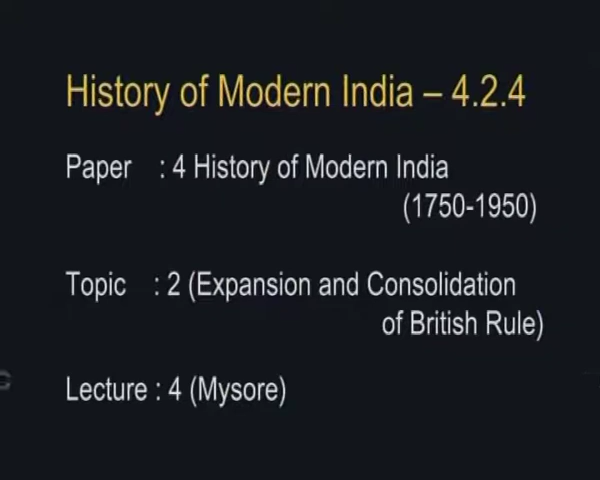 History of Modern India – 4.2.4
Paper : 4 History of Modern India
(1750-1950)
Topic : 2 (Expansion and Consolidation
of British Rule)
Lecture : 4 (Mysore)